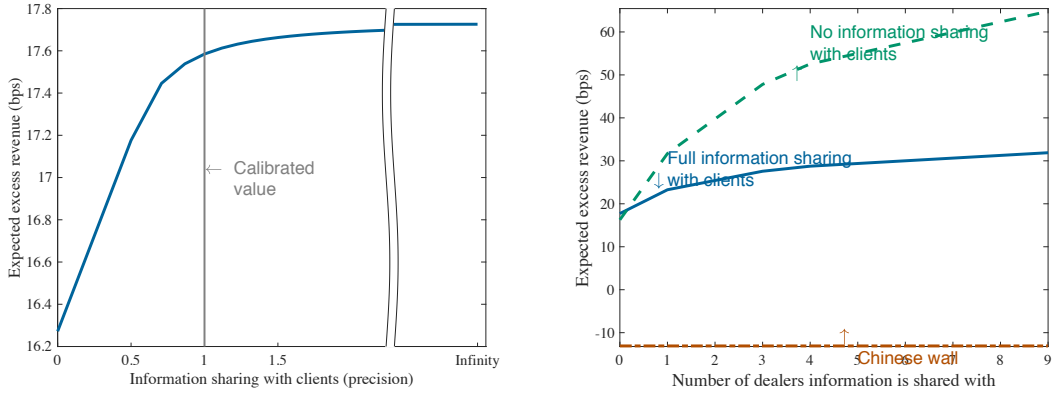 17.8
17.6
17.4
17.2
17
16.8
16.6
16.4
16.2
0
0.5
1
1.5
Infinity
Expected excess revenue (bps)
Information sharing with clients (precision)
←
Calibrated
value
60
50
40
30
20
10
0
-10
0
1
2
3
4
5
6
7
8
9
Expected excess revenue (bps)
Number of dealers information is shared with
No information sharing
with clients
↑
Full information sharing
with clients
↓
↑
Chinese wall